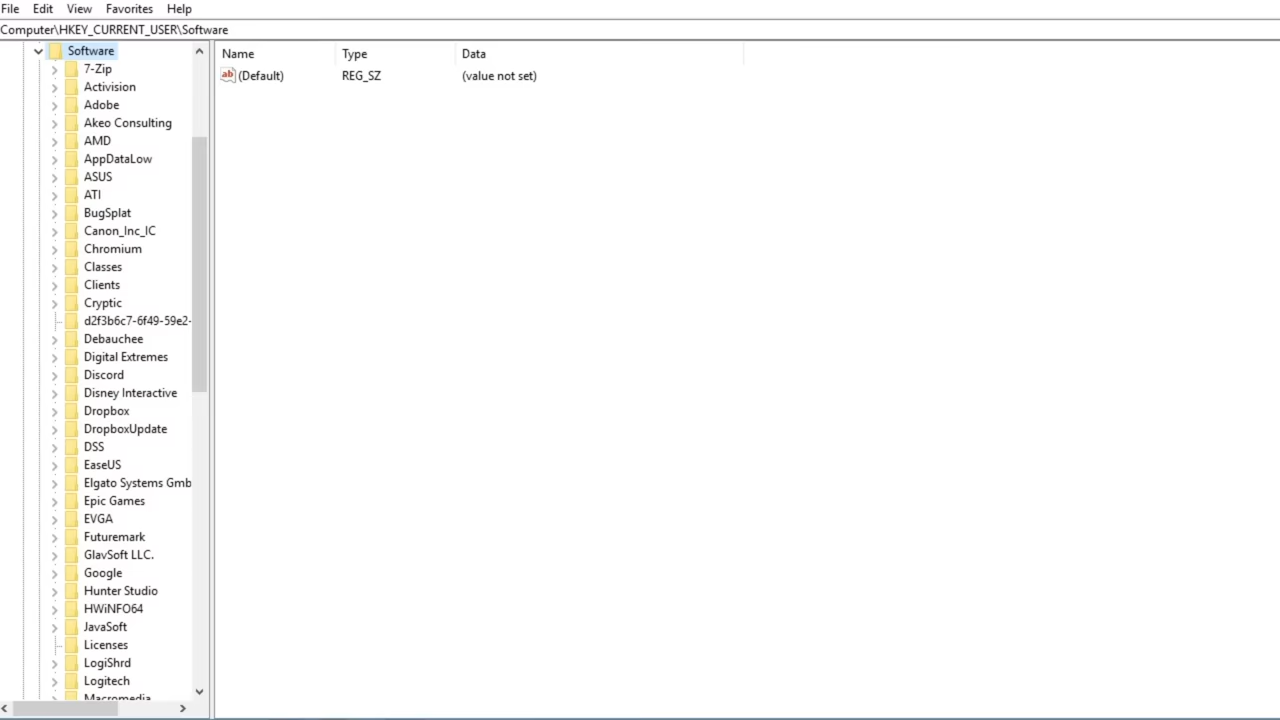 File Edit View Favorites Help
Computer\HKEY_CURRENT_USER\Software
Software
7-Zip
Activision
Adobe
Akeo Consulting
AMD
AppDataLow
ASUS
ATI
BugSplat
Canon_Inc_IC
Chromium
Classes
Clients
Cryptic
d2f3b6c7-6f49-59e2-
Debauchee
Digital Extremes
Discord
Disney Interactive
Dropbox
DropboxUpdate
DSS
EaseUS
Elgato Systems Gmb
Epic Games
EVGA
Futuremark
GlavSoft LLC.
Google
Hunter Studio
HWiNFO64
JavaSoft
Licenses
LogiShrd
Logitech
Macromedia
Name Type Data
ab (Default) REG_SZ (value not set)